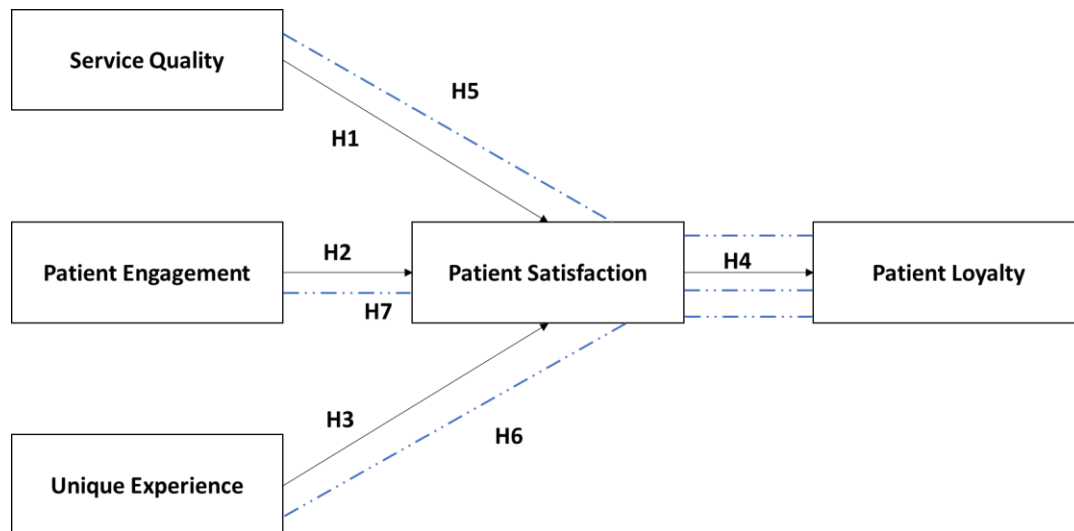 Service Quality
H5
H1
Patient Engagement
H2
H7
Patient Satisfaction
H4
Patient Loyalty
H3
H6
Unique Experience